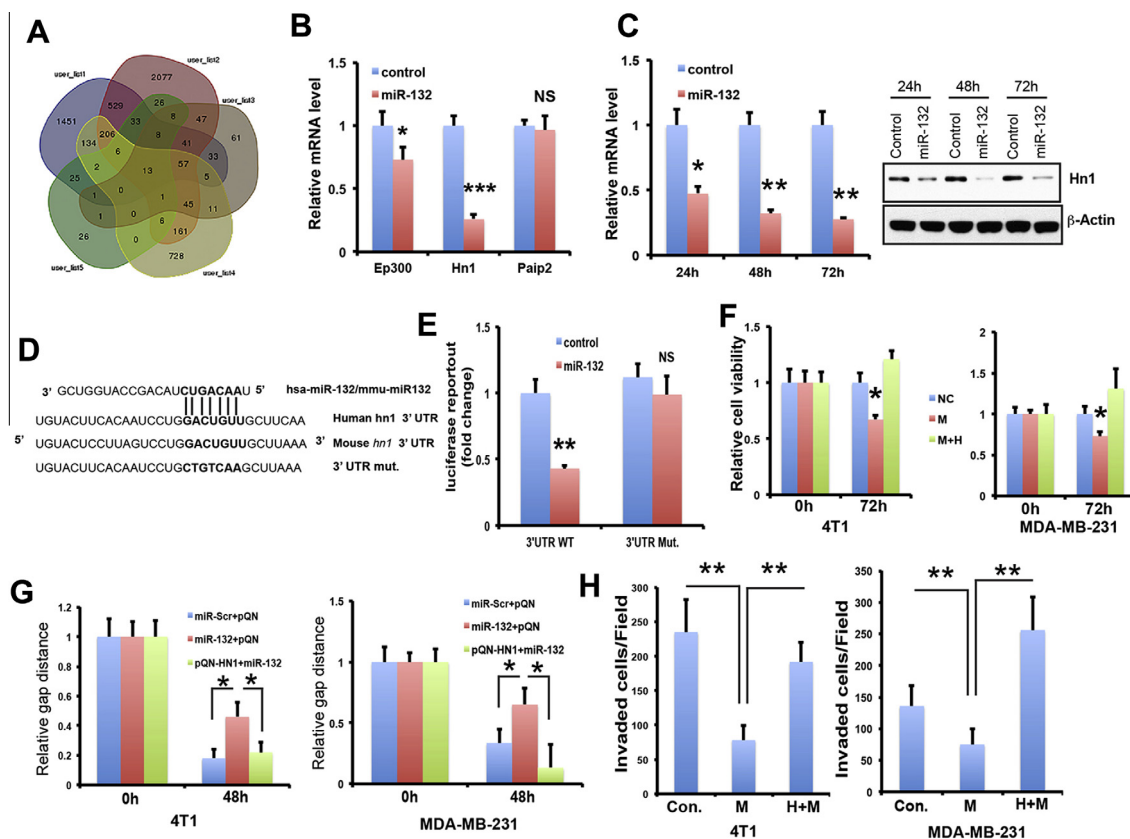 A
user_list1
user_list2
user_list3
user_list4
user_list5
2077
529
26
8
47
61
1451
33
8
206
41
33
134
6
57
5
2
13
25
0
1
1
45
11
1
0
6
26
0
161
728
B
Relative mRNA level
1.5
1
0.5
0
control
miR-132
*
***
NS
Ep300
Hn1
Paip2
C
Relative mRNA level
1.5
1
0.5
0
control
miR-132
*
**
**
24h
48h
72h
24h 48h 72h
Control
miR-132
Control
miR-132
Control
miR-132
Hn1
β-Actin
D
3' GCUGGUACCGACAUCUGACAAU 5' hsa-miR-132/mmu-miR132
UGUACUUCACAAUCCUGGACUGUUGCUUCAA Human hn1 3' UTR
5' UGUACUCCUUAGUCCUGGACUGUUGCUUAAA 3' Mouse hn1 3' UTR
UGUACUUCACAAUCCUGCTGTCAAGCUUAAA 3' UTR mut.
E
luciferase reportout
(fold change)
1.5
1
0.5
0
control
miR-132
**
NS
3'UTR WT
3'UTR Mut.
F
Relative cell viability
1.5
1
0.5
0
*
0h
72h
4T1
NC
M
M+H
2
1.5
1
0.5
0
*
0h
72h
MDA-MB-231
G
Relative gap distance
1.2
1
0.8
0.6
0.4
0.2
0
miR-Scr+pQN
miR-132+pQN
pQN-HN1+miR-132
*
*
0h
48h
4T1
Relative gap distance
1.5
1
0.5
0
miR-Scr+pQN
miR-132+pQN
pQN-HN1+miR-132
*
*
0h
48h
MDA-MB-231
H
Invaded cells/Field
300
250
200
150
100
50
0
**
**
Con.
M
H+M
4T1
Invaded cells/Field
350
300
250
200
150
100
50
0
**
**
Con.
M
H+M
MDA-MB-231